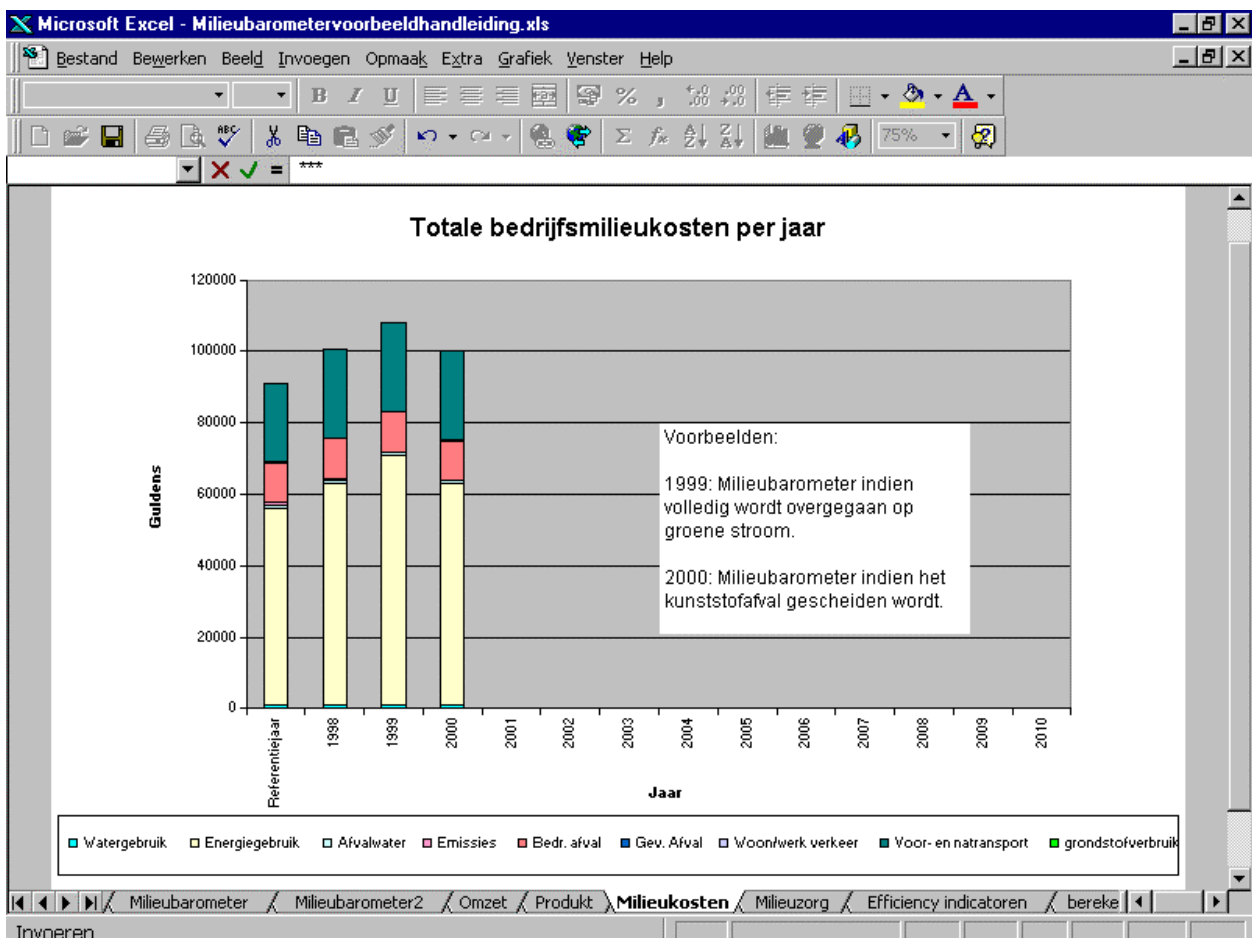 Microsoft Excel - Milieubarometervoorbeeldhandleiding.xls
Bestand Bewerken Beeld Invoegen Opmaak Extra Grafiek Venster Help
75%
= ***
Totale bedrijfsmilieukosten per jaar
120000
100000
80000
60000
40000
20000
0
Guldens
Voorbeelden:
1999: Milieubarometer indien
volledig wordt overgegaan op
groene stroom.
2000: Milieubarometer indien het
kunststofafval gescheiden wordt.
Referentiejaar 1998 1999 2000 2001 2002 2003 2004 2005 2006 2007 2008 2009 2010
Jaar
Watergebruik Energiegebruik Afvalwater Emissies Bedr. afval Gev. Afval Woon/werk verkeer Voor- en natransport grondstofverbruik
Milieubarometer Milieubarometer2 Omzet Produkt Milieukosten Milieuzorg Efficiency indicatoren bereke
Invoeren